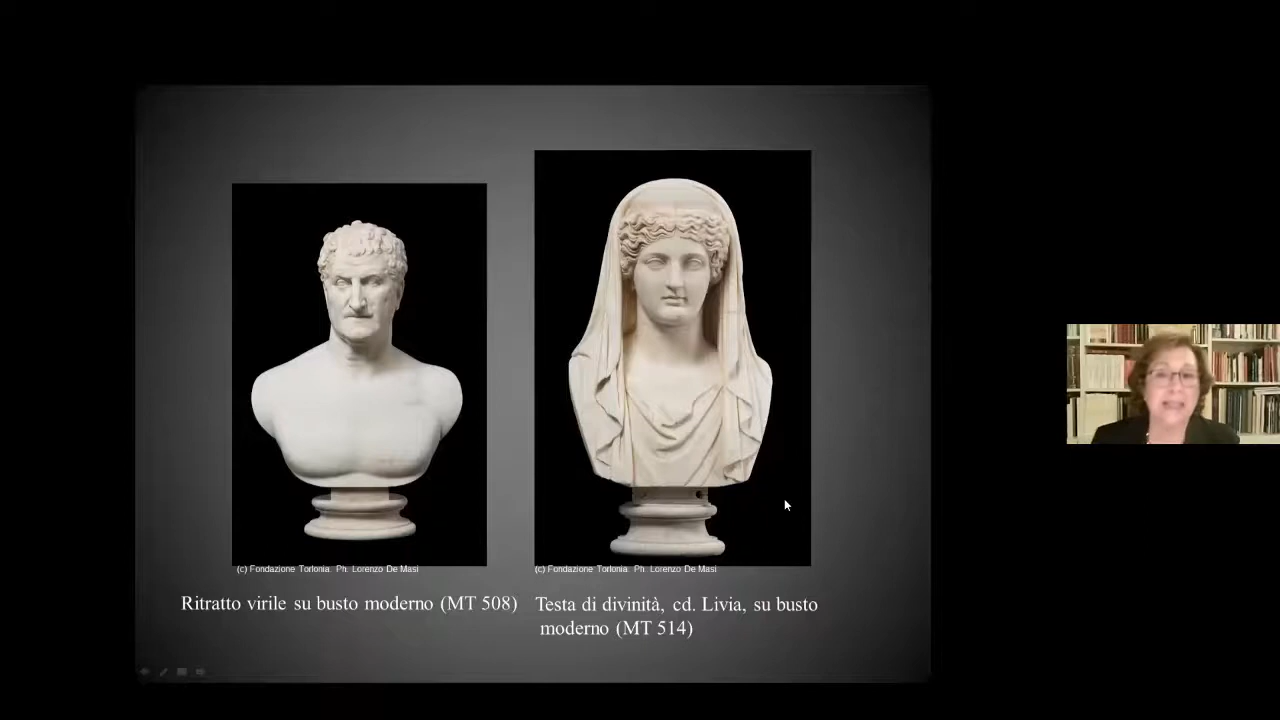 (c) Fondazione Torlonia. Ph. Lorenzo De Masi
(c) Fondazione Torlonia. Ph. Lorenzo De Masi
Ritratto virile su busto moderno (MT 508)
Testa di divinità, cd. Livia, su busto
moderno (MT 514)